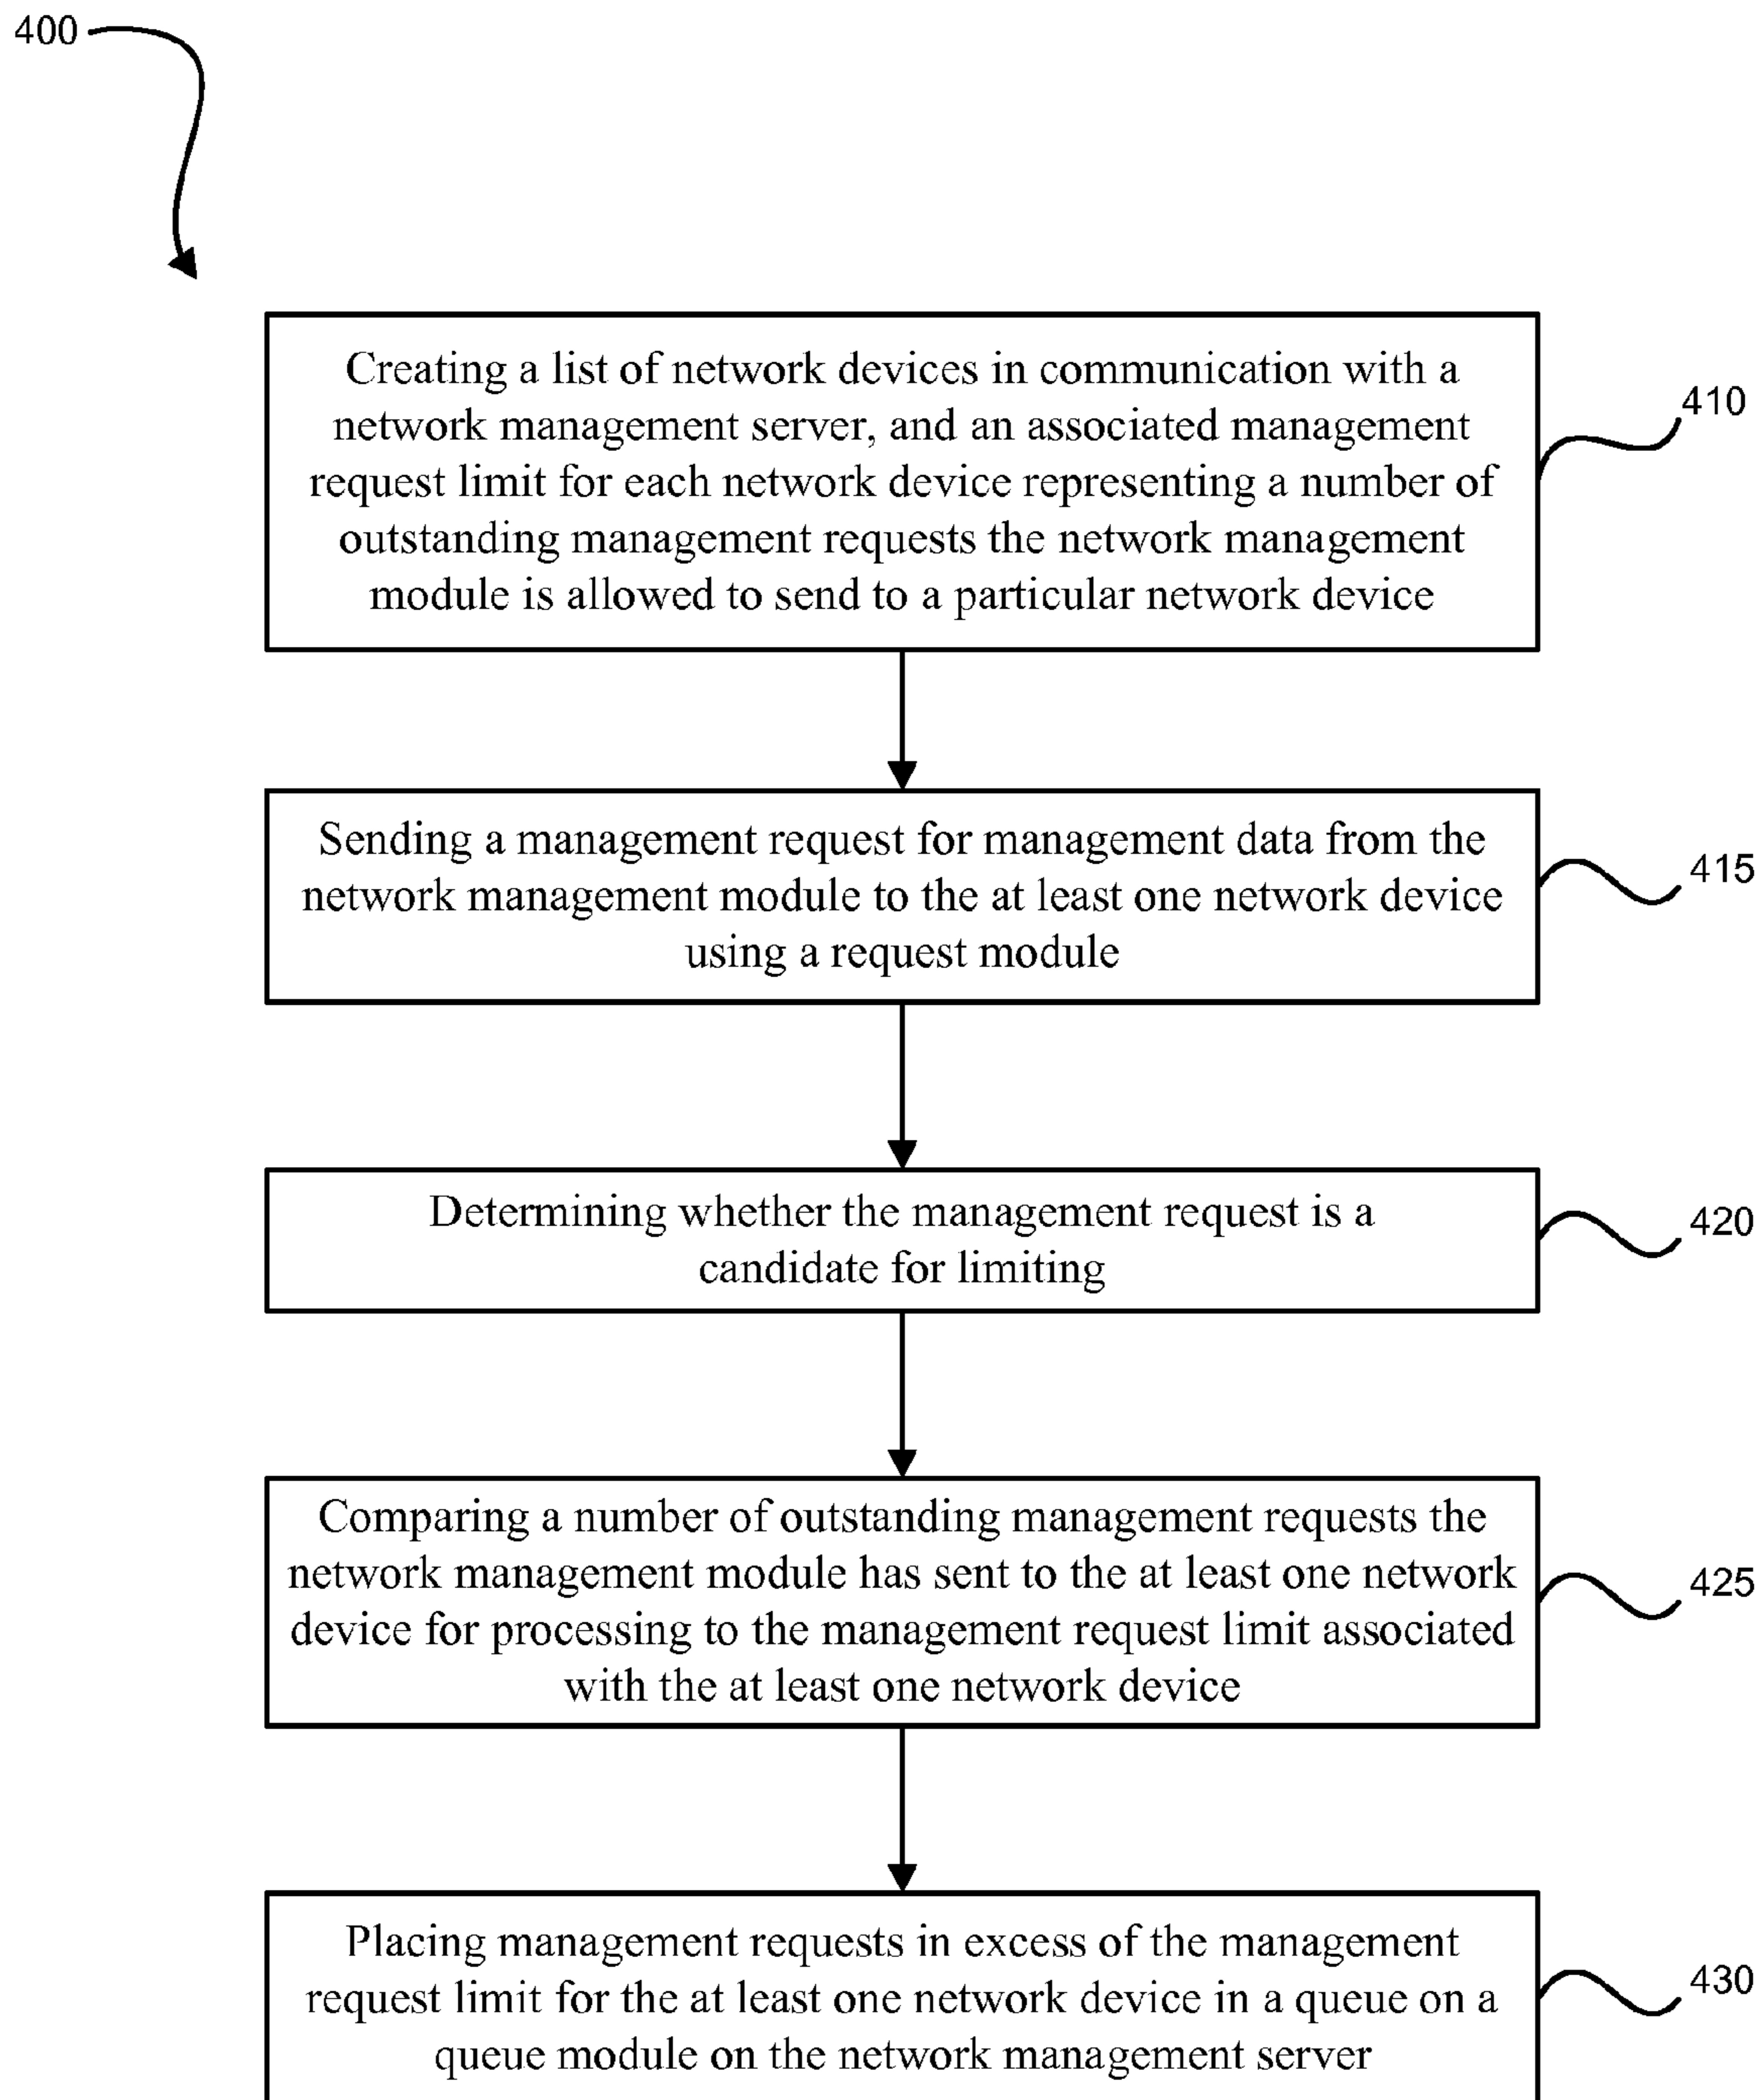 400
Creating a list of network devices in communication with a
network management server, and an associated management
request limit for each network device representing a number of
outstanding management requests the network management
module is allowed to send to a particular network device
410
Sending a management request for management data from the
network management module to the at least one network device
using a request module
415
Determining whether the management request is a
candidate for limiting
420
Comparing a number of outstanding management requests the
network management module has sent to the at least one network
device for processing to the management request limit associated
with the at least one network device
425
Placing management requests in excess of the management
request limit for the at least one network device in a queue on a
queue module on the network management server
430